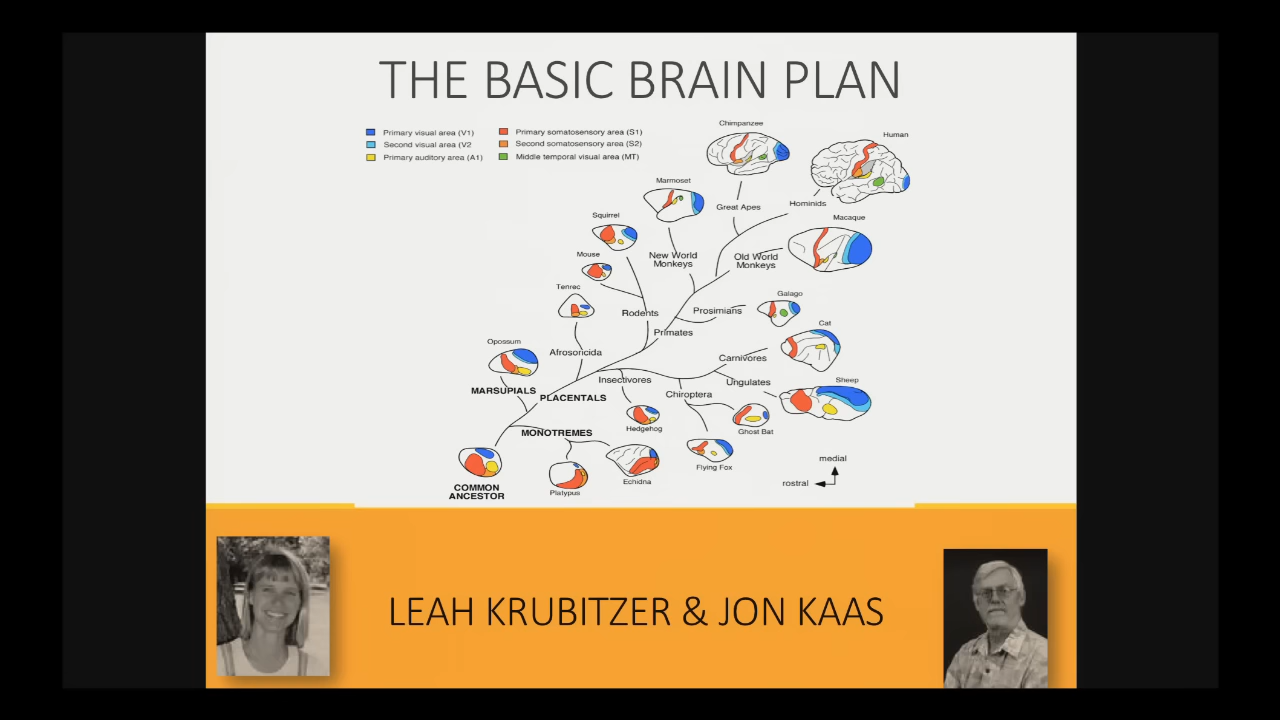 THE BASIC BRAIN PLAN
Primary visual area (V1)
Second visual area (V2
Primary auditory area (A1)
Primary somatosensory area (S1)
Second somatosensory area (S2)
Middle temporal visual area (MT)
Chimpanzee
Human
Marmoset
Great Apes
Hominids
Squirrel
Macaque
Mouse
New World
Monkeys
Old World
Monkeys
Tenrec
Galago
Rodents
Prosimians
Cat
Primates
Opossum
Afrosoricida
Carnivores
Insectivores
Ungulates
Sheep
MARSUPIALS
PLACENTALS
Chiroptera
Hedgehog
Ghost Bat
MONOTREMES
medial
Flying Fox
Echidna
rostral
COMMON
ANCESTOR
Platypus
LEAH KRUBITZER & JON KAAS